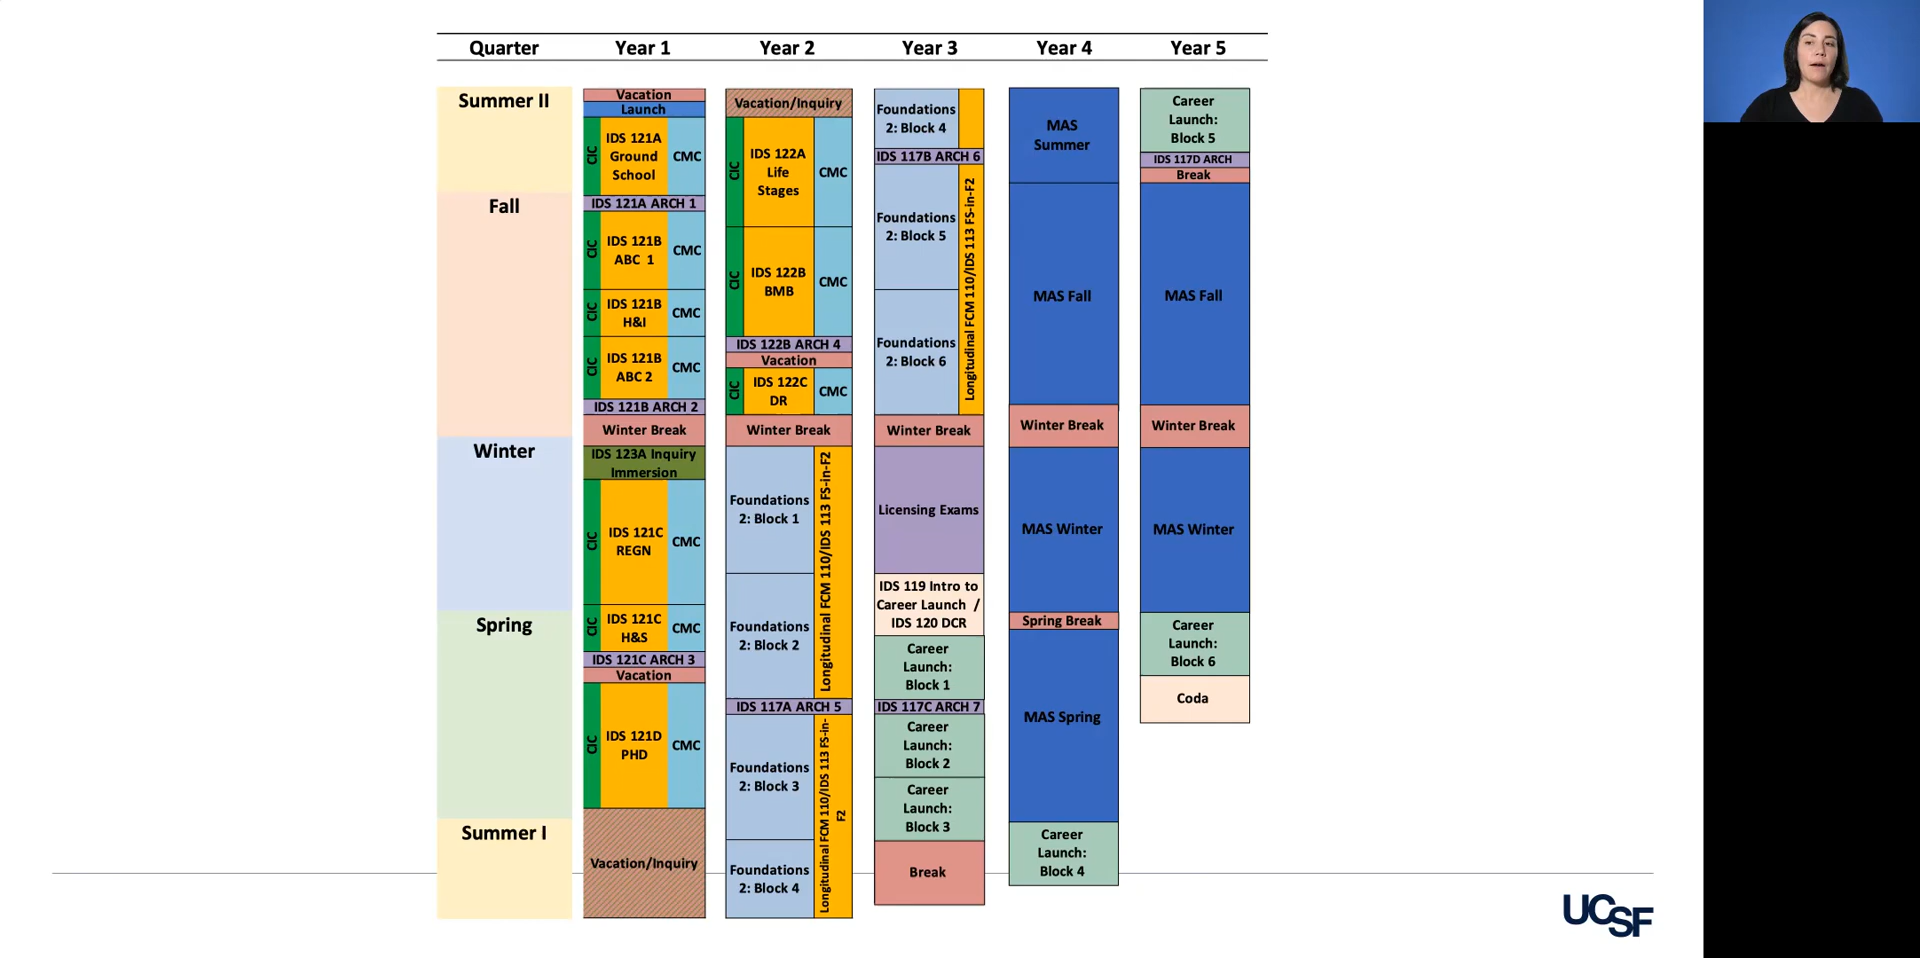 Quarter
Year 1
Year 2
Year 3
Year 4
Year 5
Summer II
Fall
Winter
Spring
Summer I
Vacation
Launch
CIC
IDS 121A
Ground
School
CMC
IDS 121A ARCH 1
CIC
IDS 121B
ABC 1
CMC
CIC
IDS 121B
H&I
CMC
CIC
IDS 121B
ABC 2
CMC
IDS 121B ARCH 2
Winter Break
IDS 123A Inquiry
Immersion
CIC
IDS 121C
REGN
CMC
CIC
IDS 121C
H&S
CMC
IDS 121C ARCH 3
Vacation
CIC
IDS 121D
PHD
CMC
Vacation/Inquiry
Vacation/Inquiry
CIC
IDS 122A
Life
Stages
CMC
CIC
IDS 122B
BMB
CMC
IDS 122B ARCH 4
Vacation
CIC
IDS 122C
DR
CMC
Winter Break
Foundations
2: Block 1
Foundations
2: Block 2
Longitudinal FCM 110/IDS 113 FS-in-F2
IDS 117A ARCH 5
Foundations
2: Block 3
Foundations
2: Block 4
Longitudinal FCM 110/IDS 113 FS-in-
F2
Foundations
2: Block 4
IDS 117B ARCH 6
Foundations
2: Block 5
Foundations
2: Block 6
Longitudinal FCM 110/IDS 113 FS-in-F2
Winter Break
Licensing Exams
IDS 119 Intro to
Career Launch /
IDS 120 DCR
Career
Launch:
Block 1
IDS 117C ARCH 7
Career
Launch:
Block 2
Career
Launch:
Block 3
Break
MAS
Summer
MAS Fall
Winter Break
MAS Winter
Spring Break
MAS Spring
Career
Launch:
Block 4
Career
Launch:
Block 5
IDS 117D ARCH
Break
MAS Fall
Winter Break
MAS Winter
Career
Launch:
Block 6
Coda
UCSF